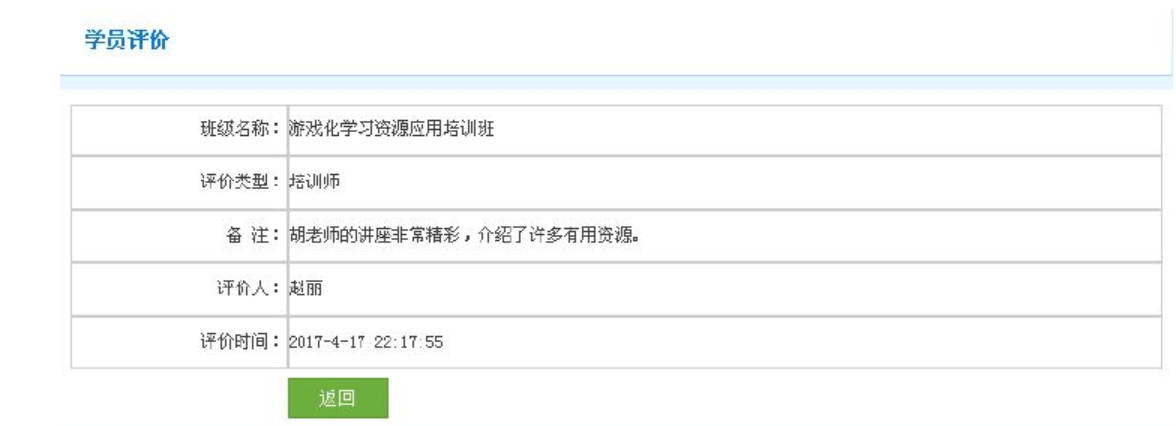 学员评价
班级名称：游戏化学习资源应用培训班
评价类型：培训师
备 注：胡老师的讲座非常精彩，介绍了许多有用资源。
评价人：赵丽
评价时间：2017-4-17 22:17:55
返回